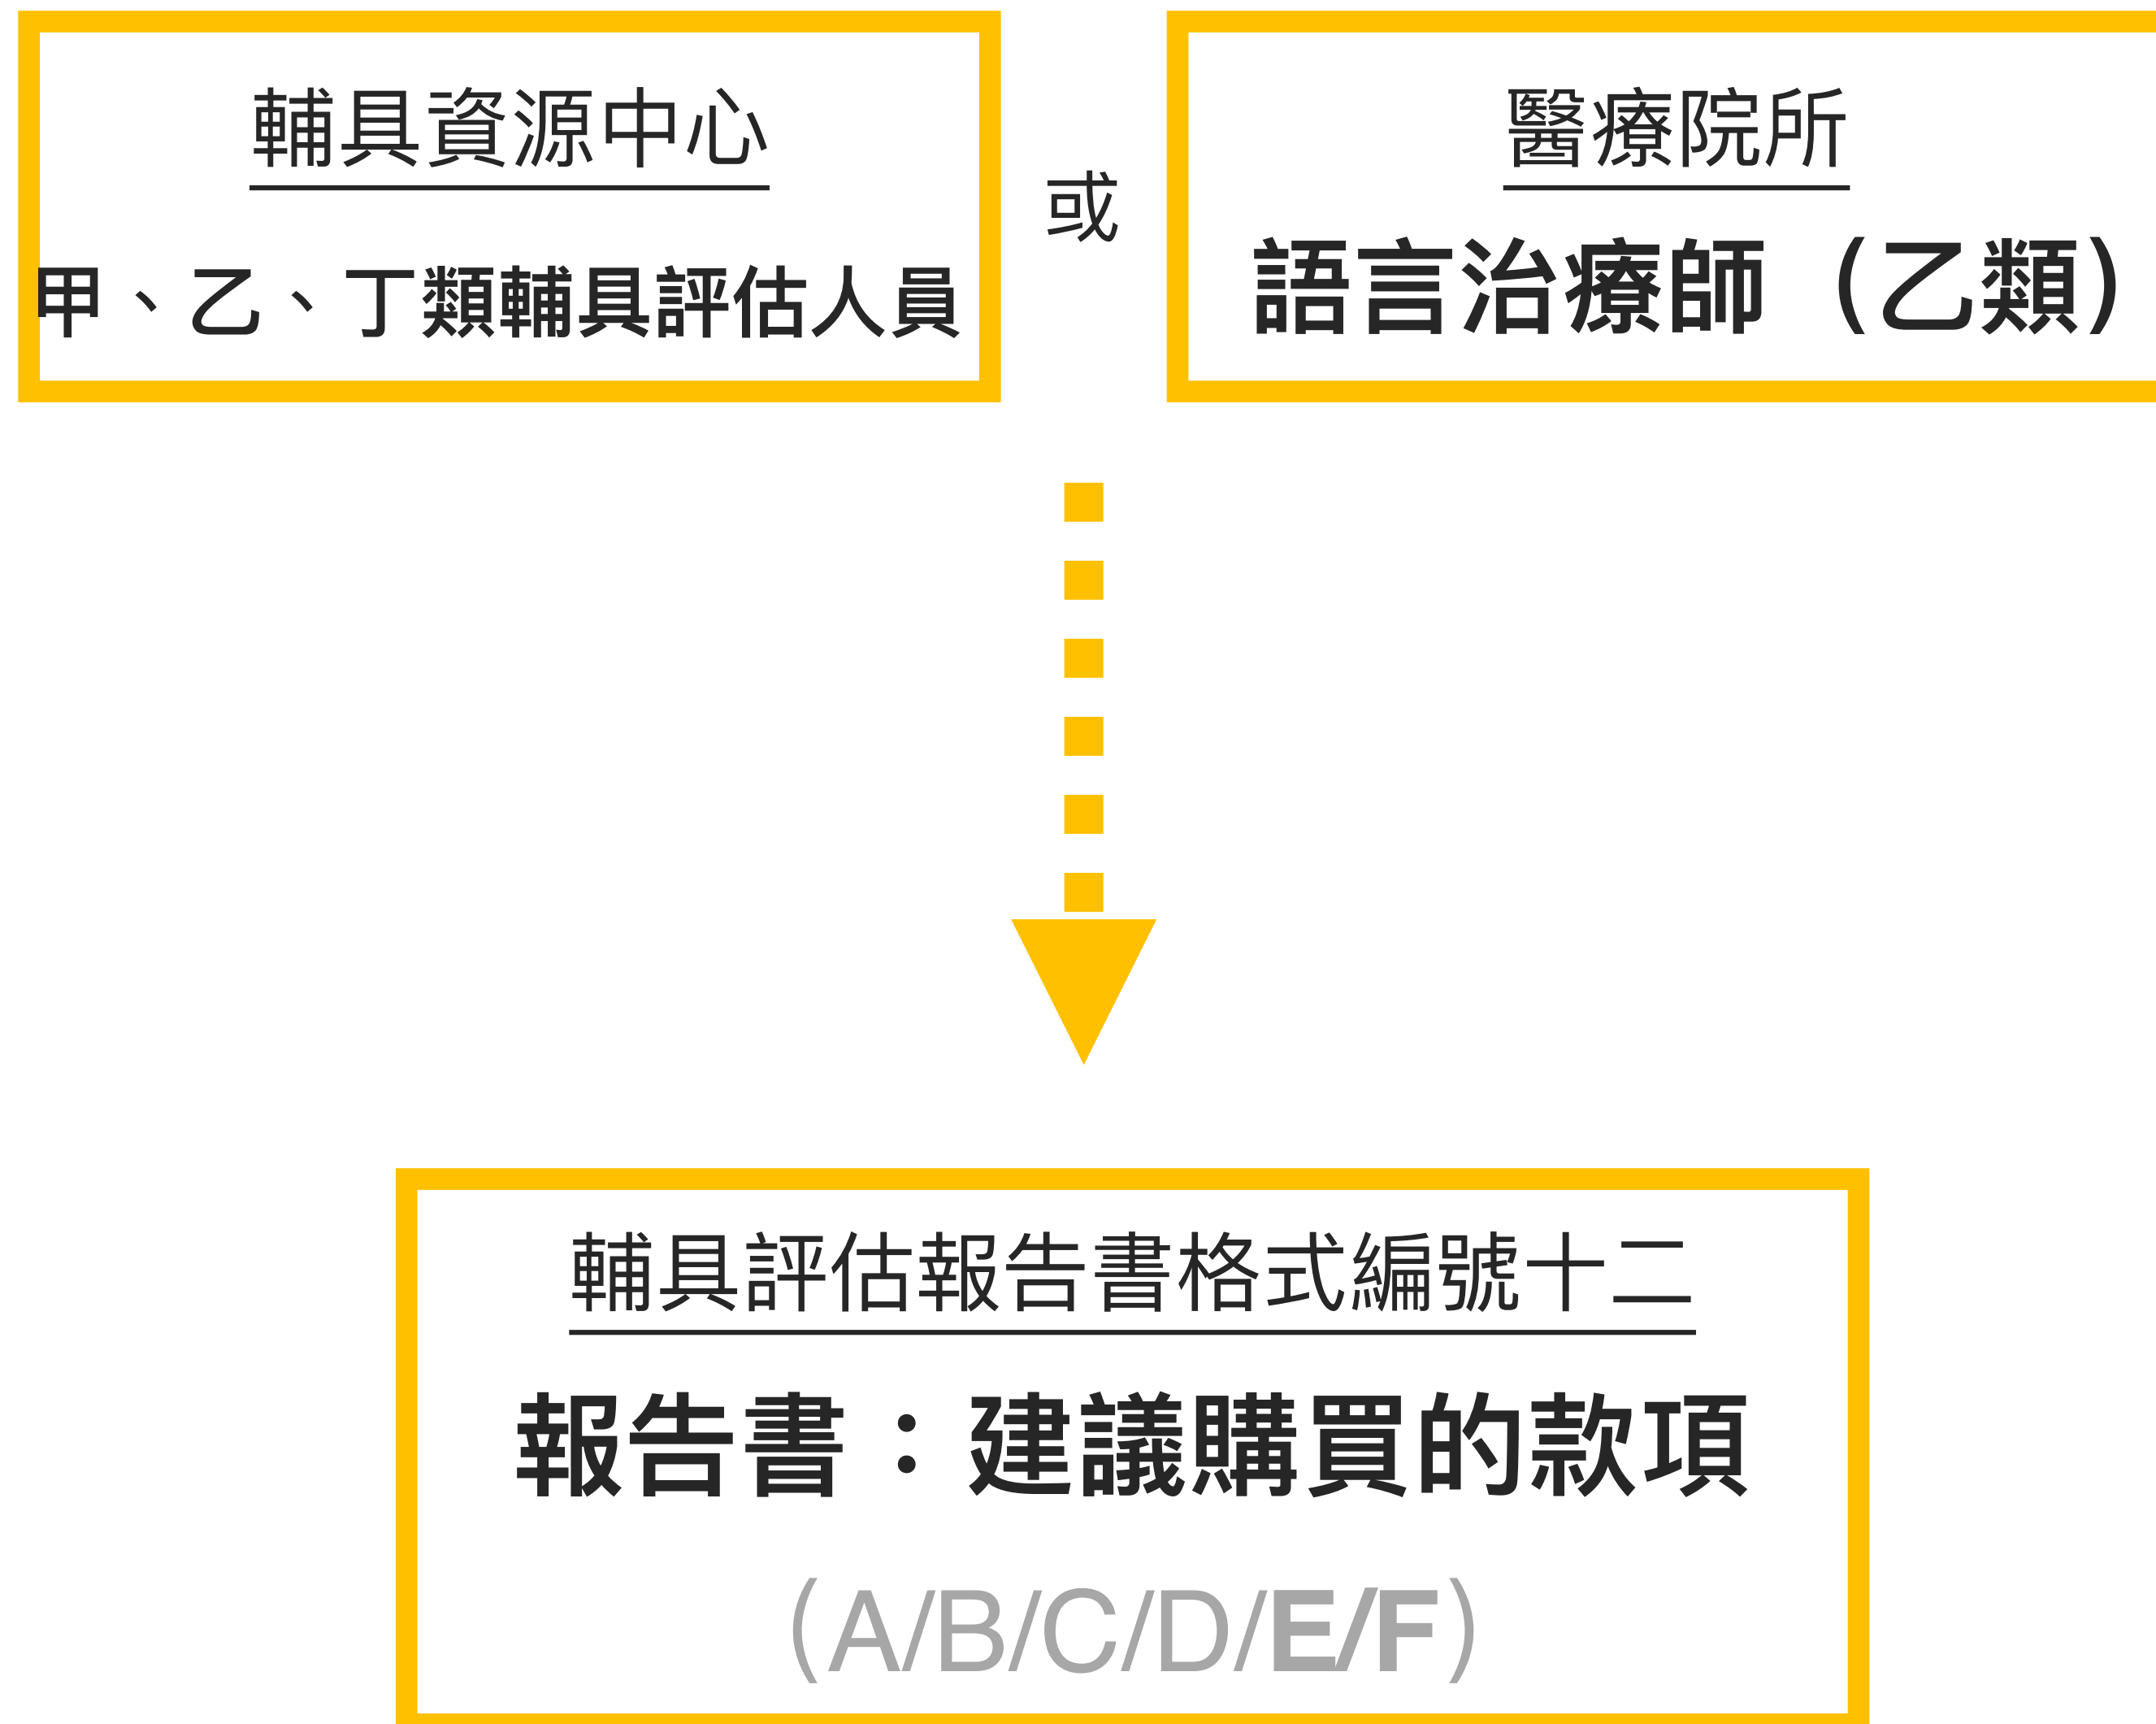 輔具資源中心
甲、乙、丁類輔具評估人員
或
醫療院所
語言治療師(乙類)
輔具評估報告書格式編號十二
報告書：建議購買的款項
(A/B/C/D/E/F)